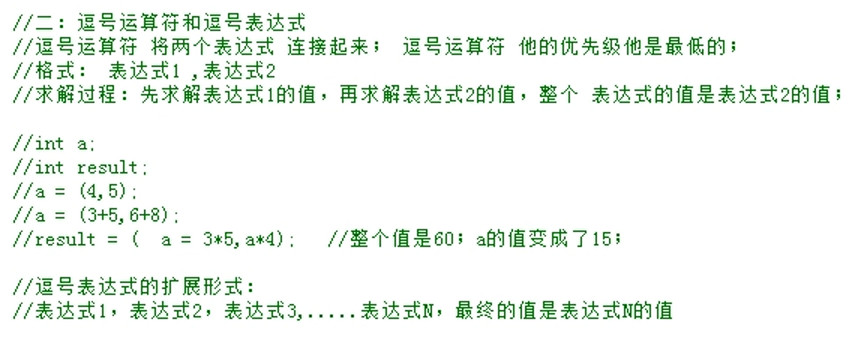 //二：逗号运算符和逗号表达式
//逗号运算符 将两个表达式 连接起来； 逗号运算符 他的优先级他是最低的；
//格式： 表达式1 ,表达式2
//求解过程：先求解表达式1的值，再求解表达式2的值，整个 表达式的值是表达式2的值；
//int a;
//int result;
//a = (4,5);
//a = (3+5,6+8);
//result = ( a = 3*5,a*4); //整个值是60；a的值变成了15；
//逗号表达式的扩展形式：
//表达式1，表达式2，表达式3,.....表达式N，最终的值是表达式N的值